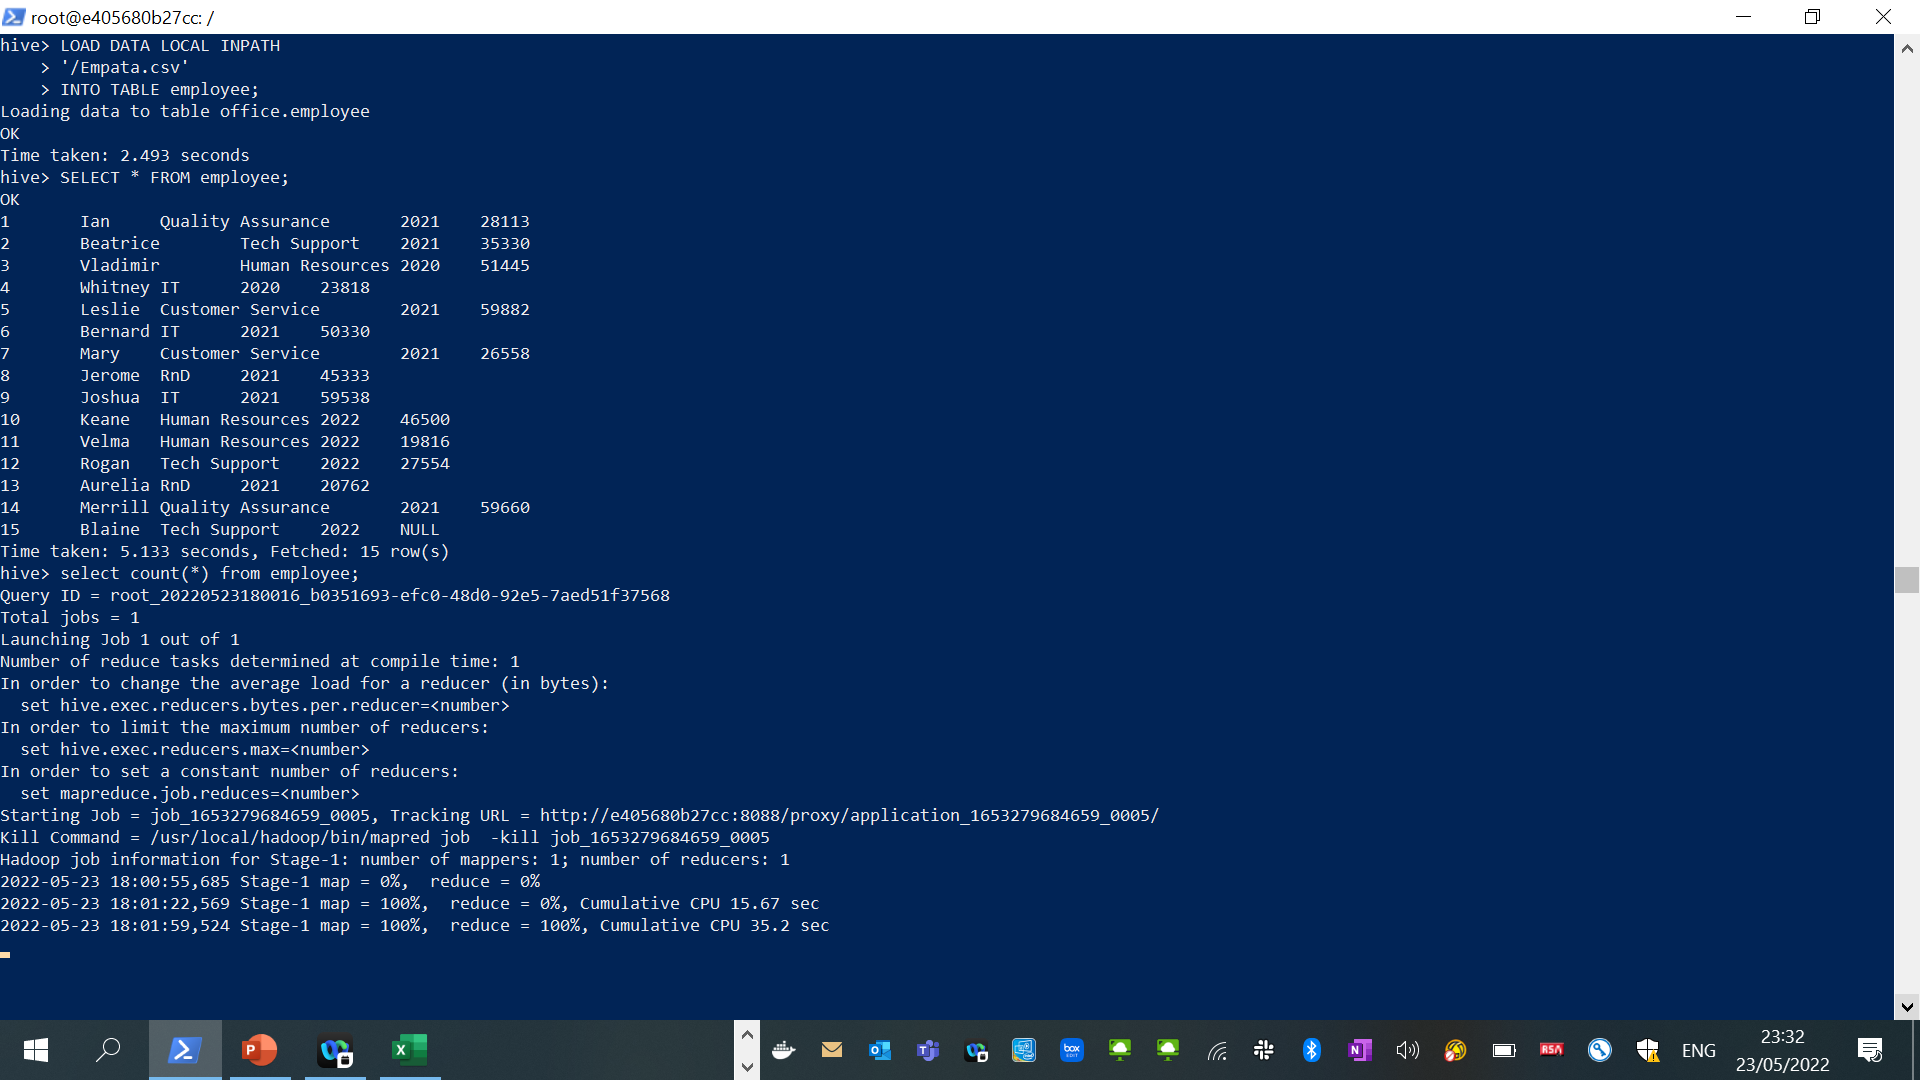 root@e405680b27cc: /
hive> LOAD DATA LOCAL INPATH
    > '/Empata.csv'
    > INTO TABLE employee;
Loading data to table office.employee
OK
Time taken: 2.493 seconds
hive> SELECT * FROM employee;
OK
1       Ian     Quality Assurance       2021    28113
2       Beatrice        Tech Support    2021    35330
3       Vladimir        Human Resources 2020    51445
4       Whitney IT      2020    23818
5       Leslie  Customer Service        2021    59882
6       Bernard IT      2021    50330
7       Mary    Customer Service        2021    26558
8       Jerome  RnD     2021    45333
9       Joshua  IT      2021    59538
10      Keane   Human Resources 2022    46500
11      Velma   Human Resources 2022    19816
12      Rogan   Tech Support    2022    27554
13      Aurelia RnD     2021    20762
14      Merrill Quality Assurance       2021    59660
15      Blaine  Tech Support    2022    NULL
Time taken: 5.133 seconds, Fetched: 15 row(s)
hive> select count(*) from employee;
Query ID = root_20220523180016_b0351693-efc0-48d0-92e5-7aed51f37568
Total jobs = 1
Launching Job 1 out of 1
Number of reduce tasks determined at compile time: 1
In order to change the average load for a reducer (in bytes):
  set hive.exec.reducers.bytes.per.reducer=<number>
In order to limit the maximum number of reducers:
  set hive.exec.reducers.max=<number>
In order to set a constant number of reducers:
  set mapreduce.job.reduces=<number>
Starting Job = job_1653279684659_0005, Tracking URL = http://e405680b27cc:8088/proxy/application_1653279684659_0005/
Kill Command = /usr/local/hadoop/bin/mapred job  -kill job_1653279684659_0005
Hadoop job information for Stage-1: number of mappers: 1; number of reducers: 1
2022-05-23 18:00:55,685 Stage-1 map = 0%,  reduce = 0%
2022-05-23 18:01:22,569 Stage-1 map = 100%,  reduce = 0%, Cumulative CPU 15.67 sec
2022-05-23 18:01:59,524 Stage-1 map = 100%,  reduce = 100%, Cumulative CPU 35.2 sec
box
RSA
ENG
23:32
23/05/2022